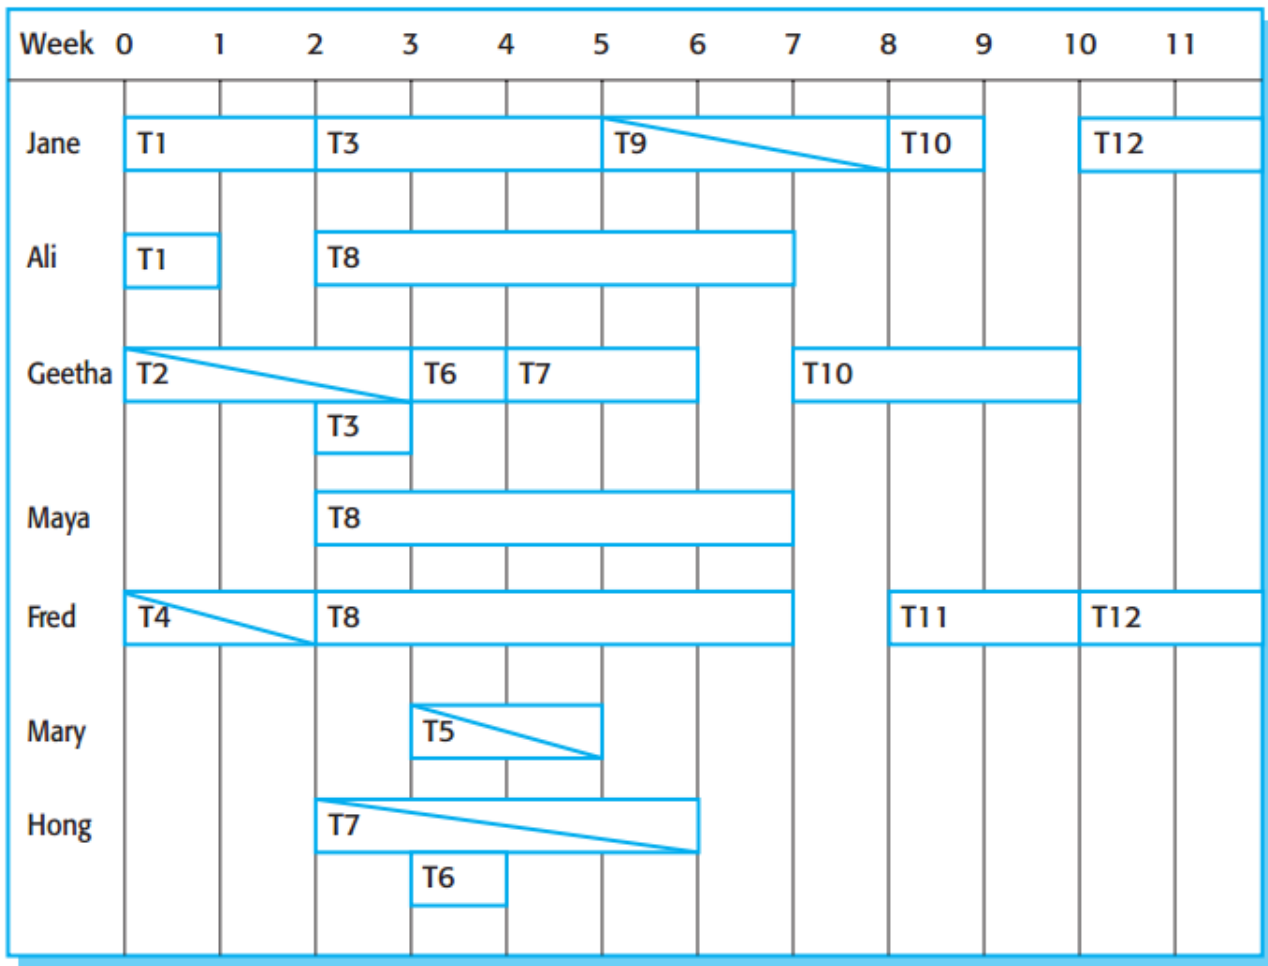 Week 0 1 2 3 4 5 6 7 8 9 10 11
Jane T1 T3 T9 T10 T12
Ali T1 T8
Geetha T2 T6 T7 T10
T3
Maya T8
Fred T4 T8 T11 T12
Mary T5
Hong T7
T6